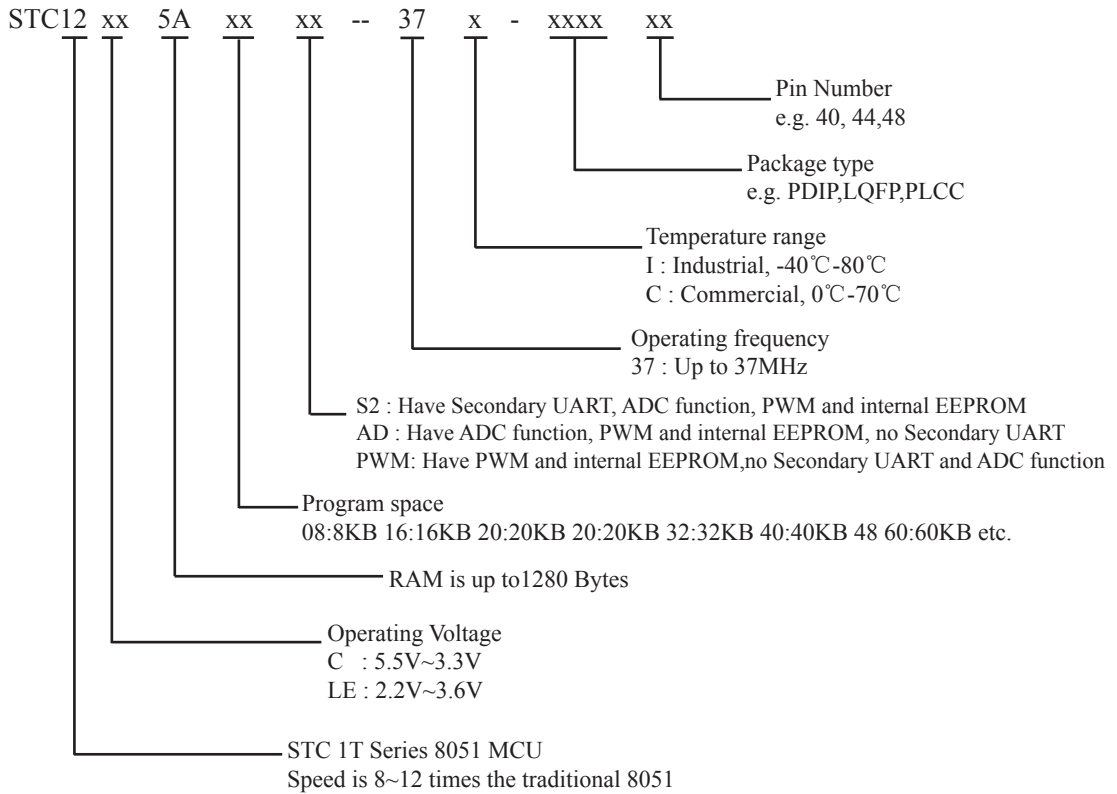 STC12 xx 5A xx xx -- 37 x - xxxx xx
Pin Number
e.g. 40, 44,48
Package type
e.g. PDIP,LQFP,PLCC
Temperature range
I : Industrial, -40℃-80℃
C : Commercial, 0℃-70℃
Operating frequency
37 : Up to 37MHz
S2 : Have Secondary UART, ADC function, PWM and internal EEPROM
AD : Have ADC function, PWM and internal EEPROM, no Secondary UART
PWM: Have PWM and internal EEPROM,no Secondary UART and ADC function
Program space
08:8KB 16:16KB 20:20KB 20:20KB 32:32KB 40:40KB 48 60:60KB etc.
RAM is up to1280 Bytes
Operating Voltage
C : 5.5V~3.3V
LE : 2.2V~3.6V
STC 1T Series 8051 MCU
Speed is 8~12 times the traditional 8051